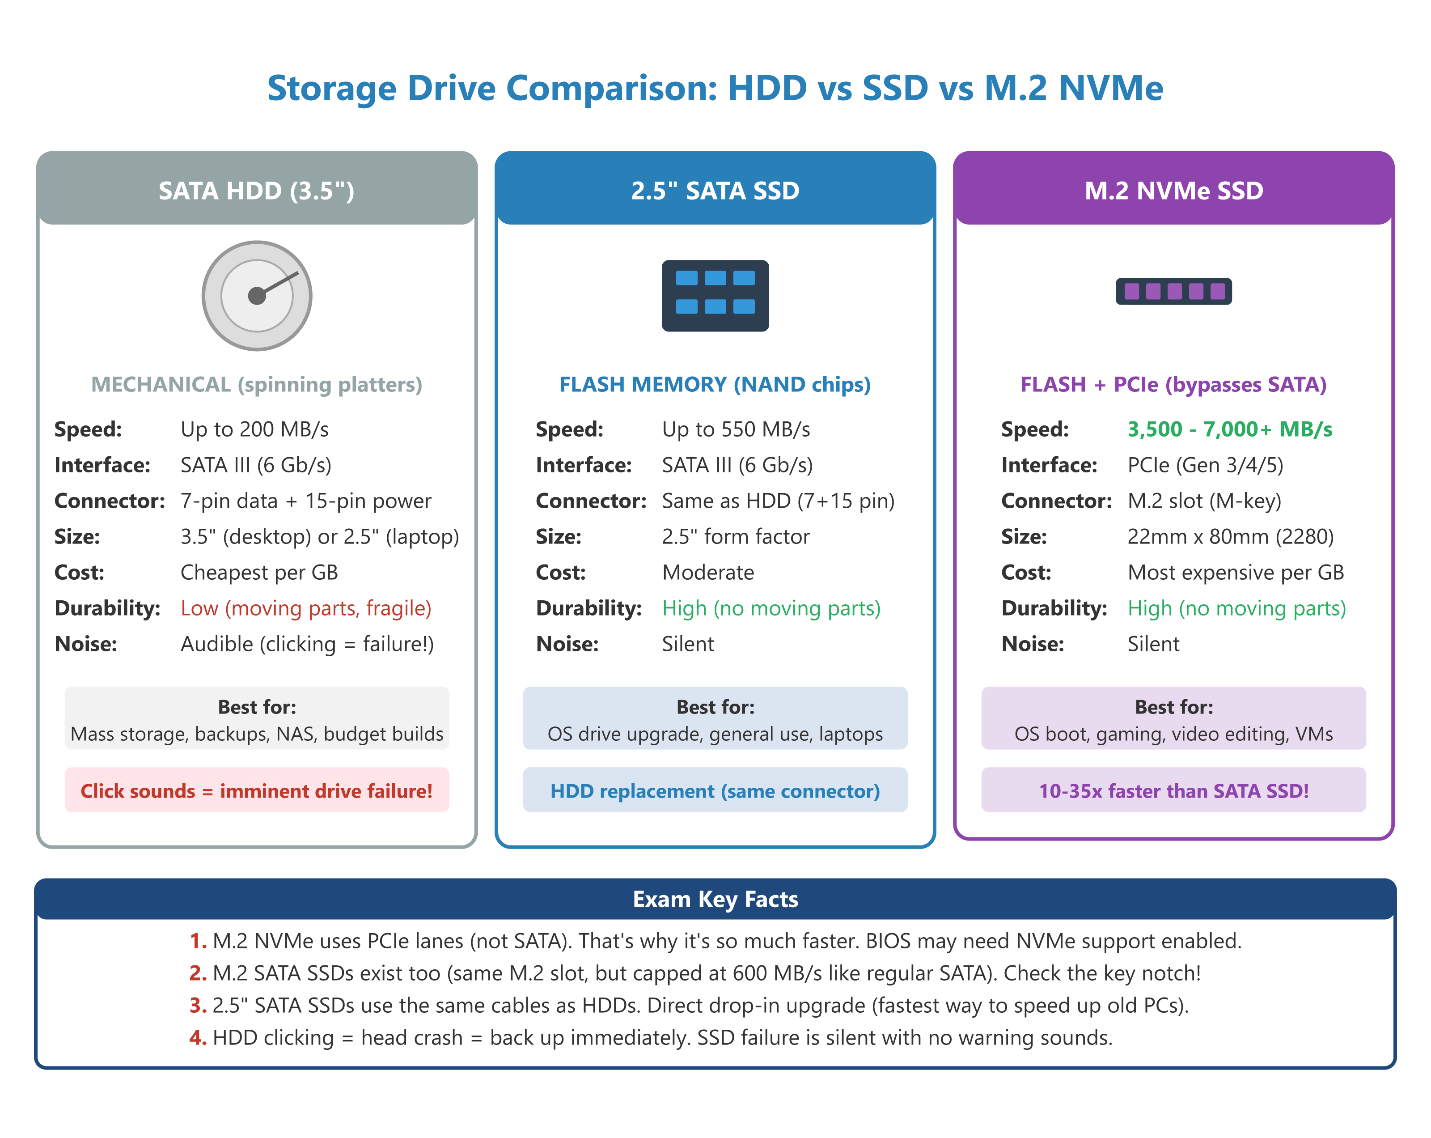 Storage Drive Comparison: HDD vs SSD vs M.2 NVMe
SATA HDD (3.5")
MECHANICAL (spinning platters)
Speed: Up to 200 MB/s
Interface: SATA III (6 Gb/s)
Connector: 7-pin data + 15-pin power
Size: 3.5" (desktop) or 2.5" (laptop)
Cost: Cheapest per GB
Durability: Low (moving parts, fragile)
Noise: Audible (clicking = failure!)
Best for:
Mass storage, backups, NAS, budget builds
Click sounds = imminent drive failure!
2.5" SATA SSD
FLASH MEMORY (NAND chips)
Speed: Up to 550 MB/s
Interface: SATA III (6 Gb/s)
Connector: Same as HDD (7+15 pin)
Size: 2.5" form factor
Cost: Moderate
Durability: High (no moving parts)
Noise: Silent
Best for:
OS drive upgrade, general use, laptops
HDD replacement (same connector)
M.2 NVMe SSD
FLASH + PCIe (bypasses SATA)
Speed: 3,500 - 7,000+ MB/s
Interface: PCIe (Gen 3/4/5)
Connector: M.2 slot (M-key)
Size: 22mm x 80mm (2280)
Cost: Most expensive per GB
Durability: High (no moving parts)
Noise: Silent
Best for:
OS boot, gaming, video editing, VMs
10-35x faster than SATA SSD!
Exam Key Facts
1. M.2 NVMe uses PCIe lanes (not SATA). That's why it's so much faster. BIOS may need NVMe support enabled.
2. M.2 SATA SSDs exist too (same M.2 slot, but capped at 600 MB/s like regular SATA). Check the key notch!
3. 2.5" SATA SSDs use the same cables as HDDs. Direct drop-in upgrade (fastest way to speed up old PCs).
4. HDD clicking = head crash = back up immediately. SSD failure is silent with no warning sounds.